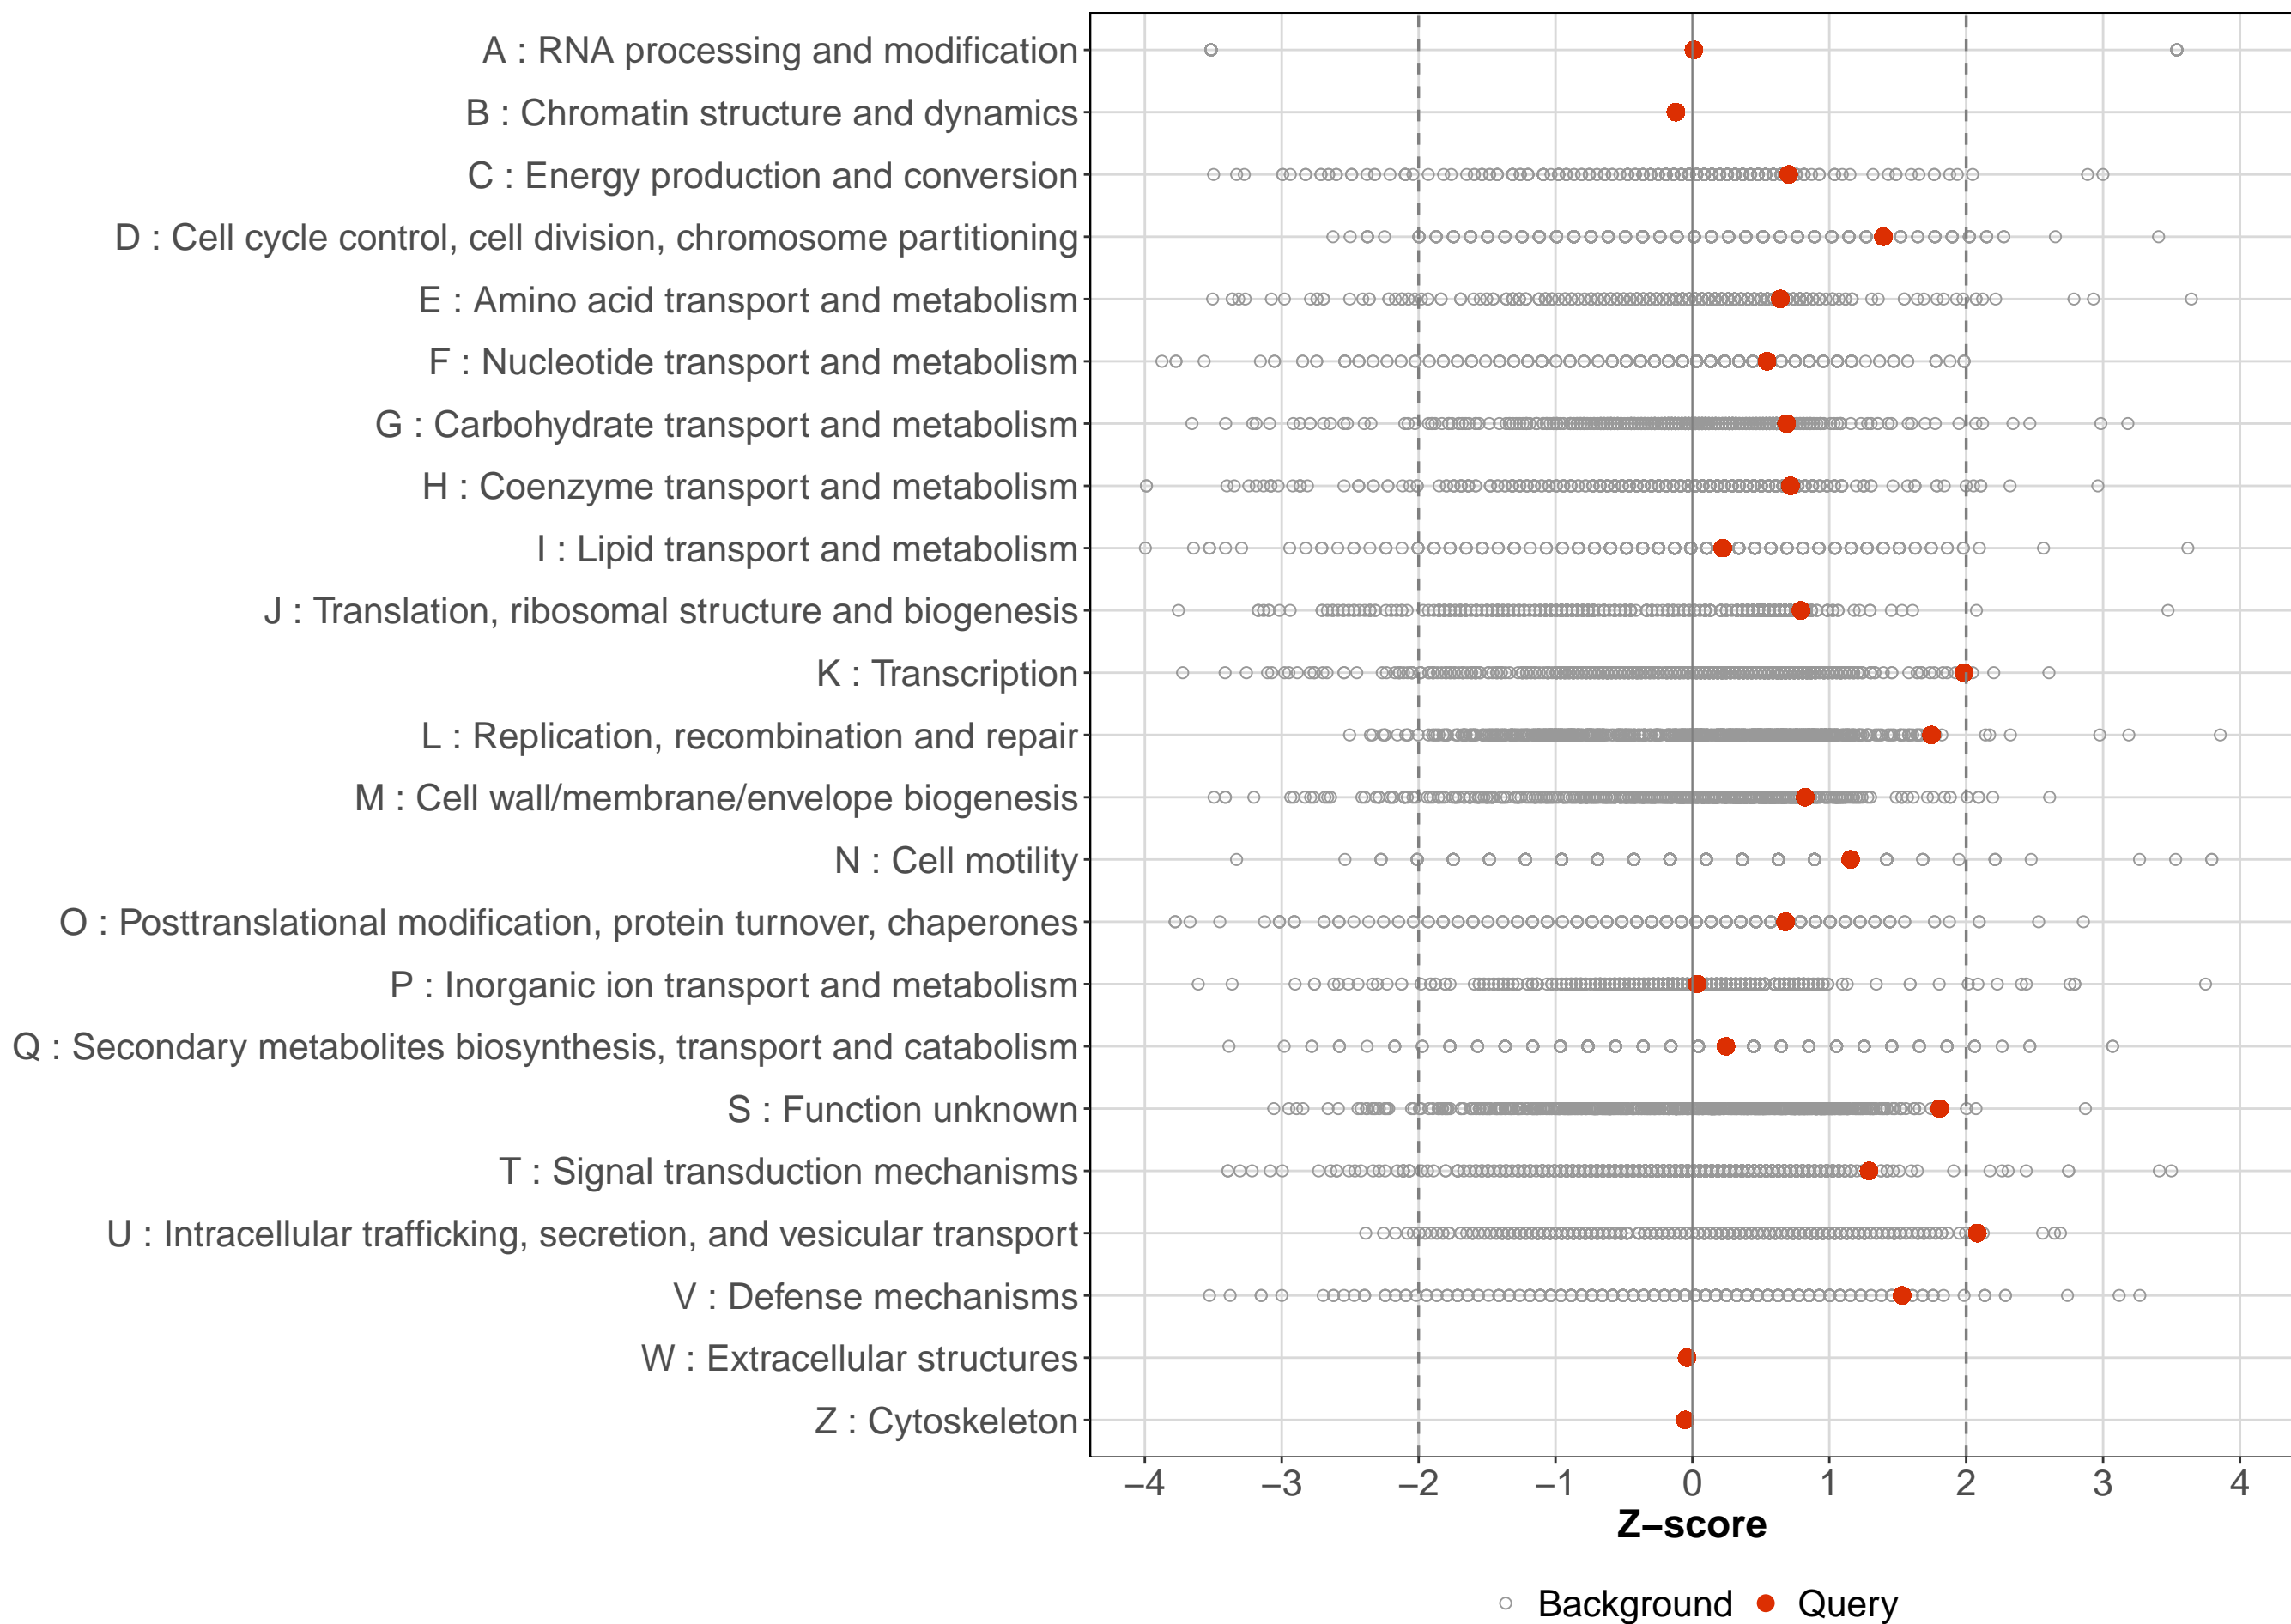 A : RNA processing and modification
B : Chromatin structure and dynamics
C : Energy production and conversion
D : Cell cycle control, cell division, chromosome partitioning
E : Amino acid transport and metabolism
F : Nucleotide transport and metabolism
G : Carbohydrate transport and metabolism
H : Coenzyme transport and metabolism
I : Lipid transport and metabolism
J : Translation, ribosomal structure and biogenesis
K : Transcription
L : Replication, recombination and repair
M : Cell wall/membrane/envelope biogenesis
N : Cell motility
O : Posttranslational modification, protein turnover, chaperones
P : Inorganic ion transport and metabolism
Q : Secondary metabolites biosynthesis, transport and catabolism
S : Function unknown
T : Signal transduction mechanisms
U : Intracellular trafficking, secretion, and vesicular transport
V : Defense mechanisms
W : Extracellular structures
Z : Cytoskeleton
−4 −3 −2 −1 0 1 2 3 4
Z−score
Background Query